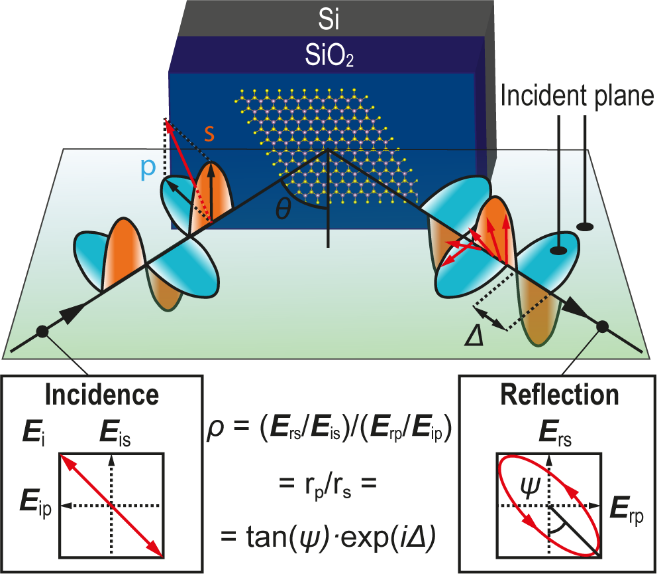 Si
SiO₂
Incident plane
s
p
θ
Δ
Incidence
Eᵢ
Eᵢₛ
Eᵢₚ
ρ = (Eᵣₛ/Eᵢₛ)/(Eᵣₚ/Eᵢₚ)
= rₚ/rₛ =
= tan(ψ)·exp(iΔ)
Reflection
Eᵣₛ
ψ
Eᵣₚ